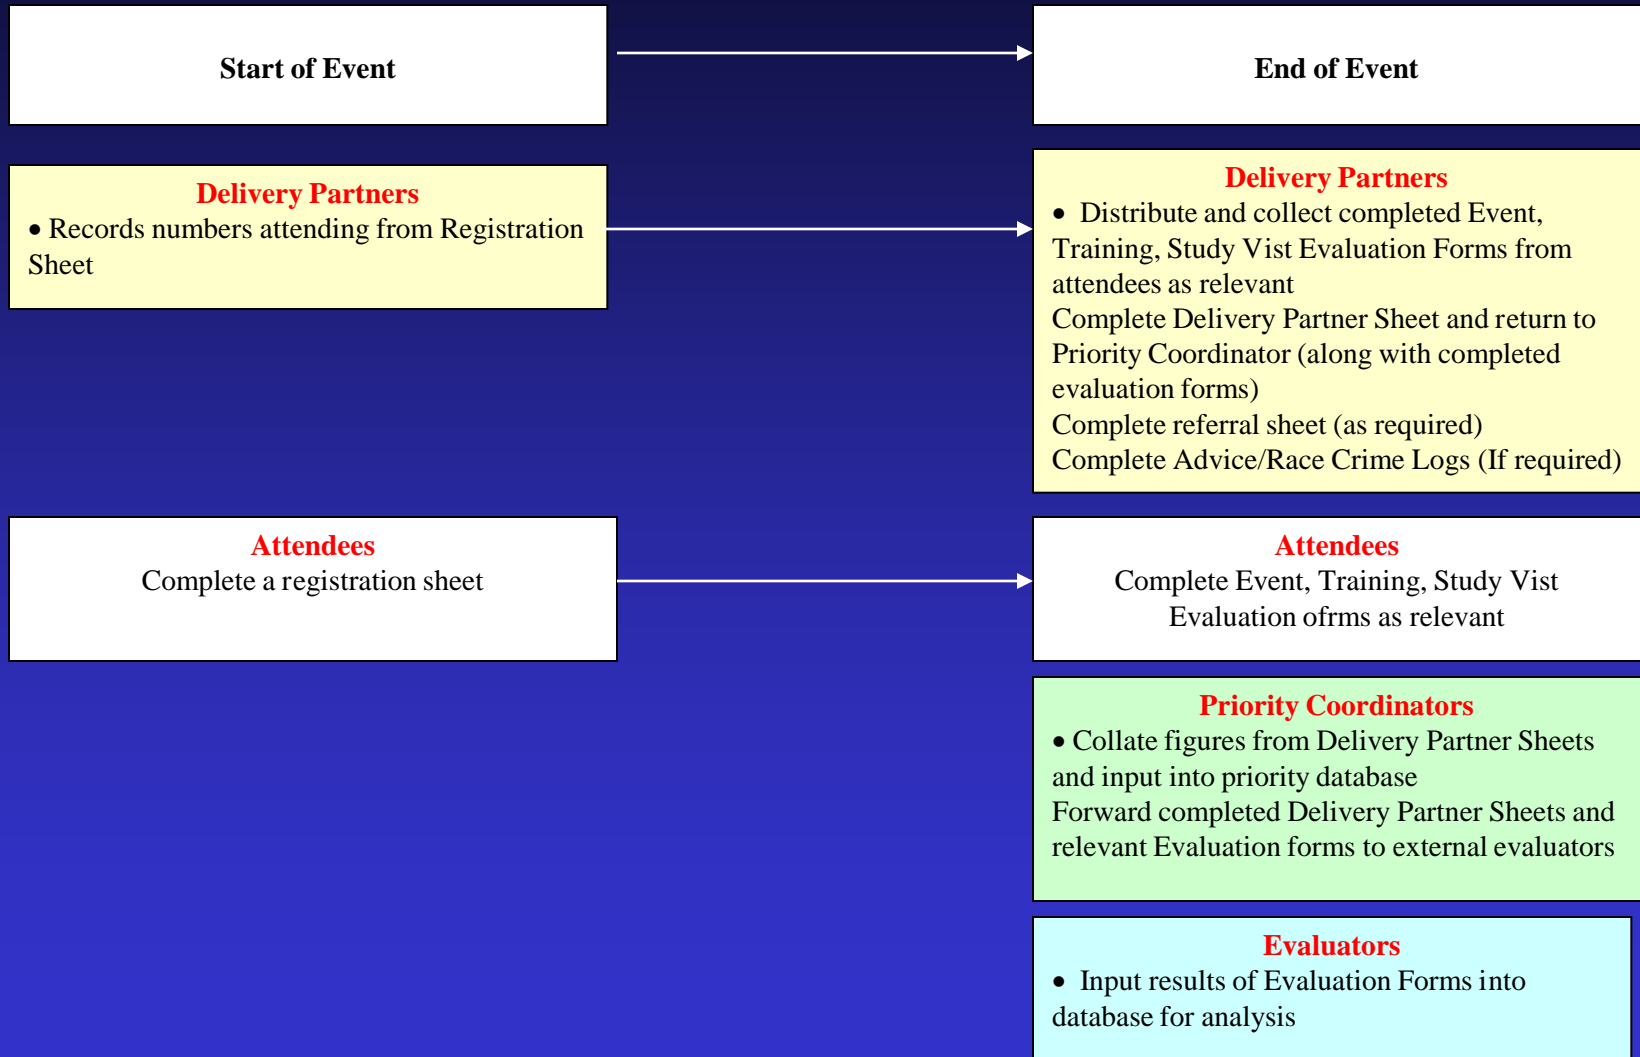 Start of Event
End of Event
Delivery Partners
• Records numbers attending from Registration
Sheet
Delivery Partners
• Distribute and collect completed Event,
Training, Study Vist Evaluation Forms from
attendees as relevant
Complete Delivery Partner Sheet and return to
Priority Coordinator (along with completed
evaluation forms)
Complete referral sheet (as required)
Complete Advice/Race Crime Logs (If required)
Attendees
Complete a registration sheet
Attendees
Complete Event, Training, Study Vist
Evaluation ofrms as relevant
Priority Coordinators
• Collate figures from Delivery Partner Sheets
and input into priority database
Forward completed Delivery Partner Sheets and
relevant Evaluation forms to external evaluators
Evaluators
• Input results of Evaluation Forms into
database for analysis